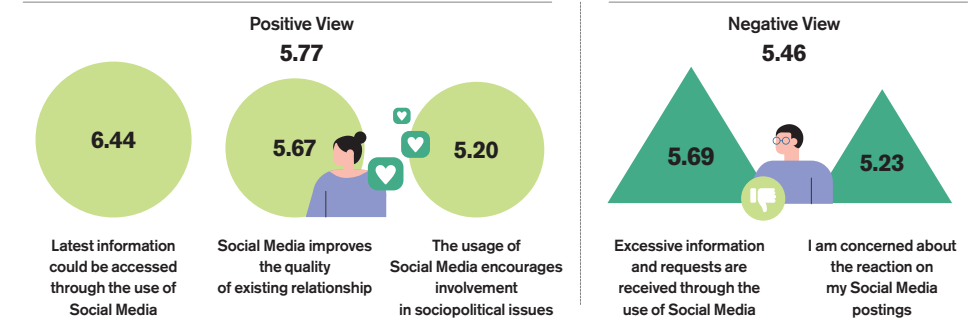 Positive View
5.77
6.44
5.67
5.20
Latest information
could be accessed
through the use of
Social Media
Social Media improves
the quality
of existing relationship
The usage of
Social Media encourages
involvement
in sociopolitical issues
Negative View
5.46
5.69
5.23
Excessive information
and requests are
received through the
use of Social Media
I am concerned about
the reaction on
my Social Media
postings